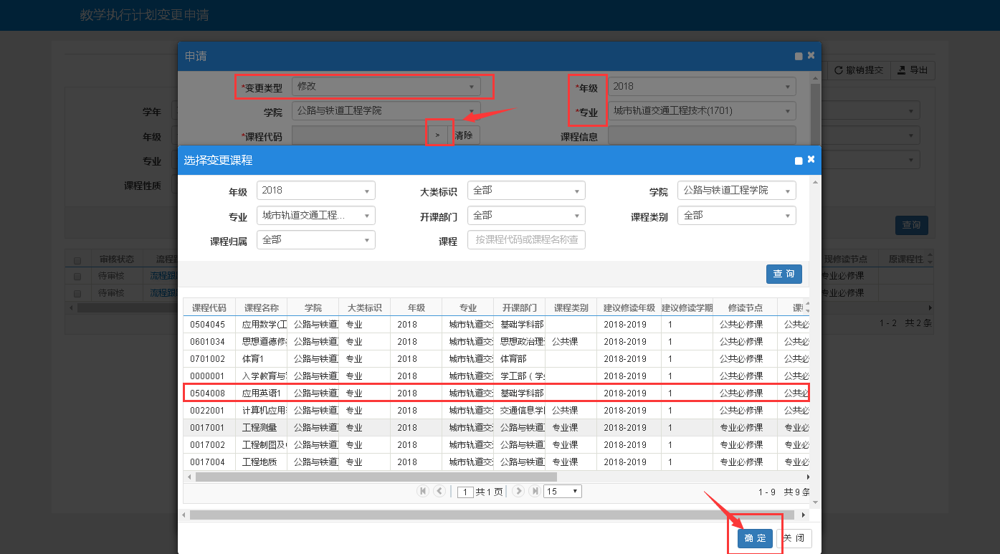 教学执行计划变更申请
申请
撤销提交 导出
*变更类型 修改 *年级 2018
学年 学院 公路与铁道工程学院 *专业 城市轨道交通工程技术(1701)
年级 *课程代码 > 清除 课程信息
专业
课程性质
查询
选择变更课程
年级 2018 大类标识 全部 学院 公路与铁道工程学院
专业 城市轨道交通工程... 开课部门 全部 课程类别 全部
课程归属 全部 课程 按课程代码或课程名称查
查 询
审核状态 流程跟 现修读节点 原课程性
待审核 流程跟 专业必修课
待审核 流程跟 专业必修课
1 - 2 共 2 条
课程代码 课程名称 学院 大类标识 年级 专业 开课部门 课程类别 建议修读年级 建议修读学期 修读节点 课
0504045 应用数学(工 公路与铁道 专业 2018 城市轨道交 基础学科部 2018-2019 1 公共必修课 公共必
0601034 思想道德修 公路与铁道 专业 2018 城市轨道交 思想政治理 公共课 2018-2019 1 公共必修课 公共必
0701002 体育1 公路与铁道 专业 2018 城市轨道交 体育部 2018-2019 1 公共必修课 公共必
0000001 入学教育与 公路与铁道 专业 2018 城市轨道交 学工部（学 2018-2019 1 公共必修课 公共必
0504008 应用英语1 公路与铁道 专业 2018 城市轨道交 基础学科部 2018-2019 1 公共必修课 公共必
0022001 计算机应用 公路与铁道 专业 2018 城市轨道交 交通信息学 公共课 2018-2019 1 公共必修课 公共必
0017001 工程测量 公路与铁道 专业 2018 城市轨道交 公路与铁道 专业课 2018-2019 1 专业必修课 专业必
0017002 工程制图及 公路与铁道 专业 2018 城市轨道交 公路与铁道 专业课 2018-2019 1 专业必修课 专业必
0017004 工程地质 公路与铁道 专业 2018 城市轨道交 公路与铁道 专业课 2018-2019 1 专业必修课 专业必
1 共 1 页 15 1 - 9 共 9 条
确 定 关 闭